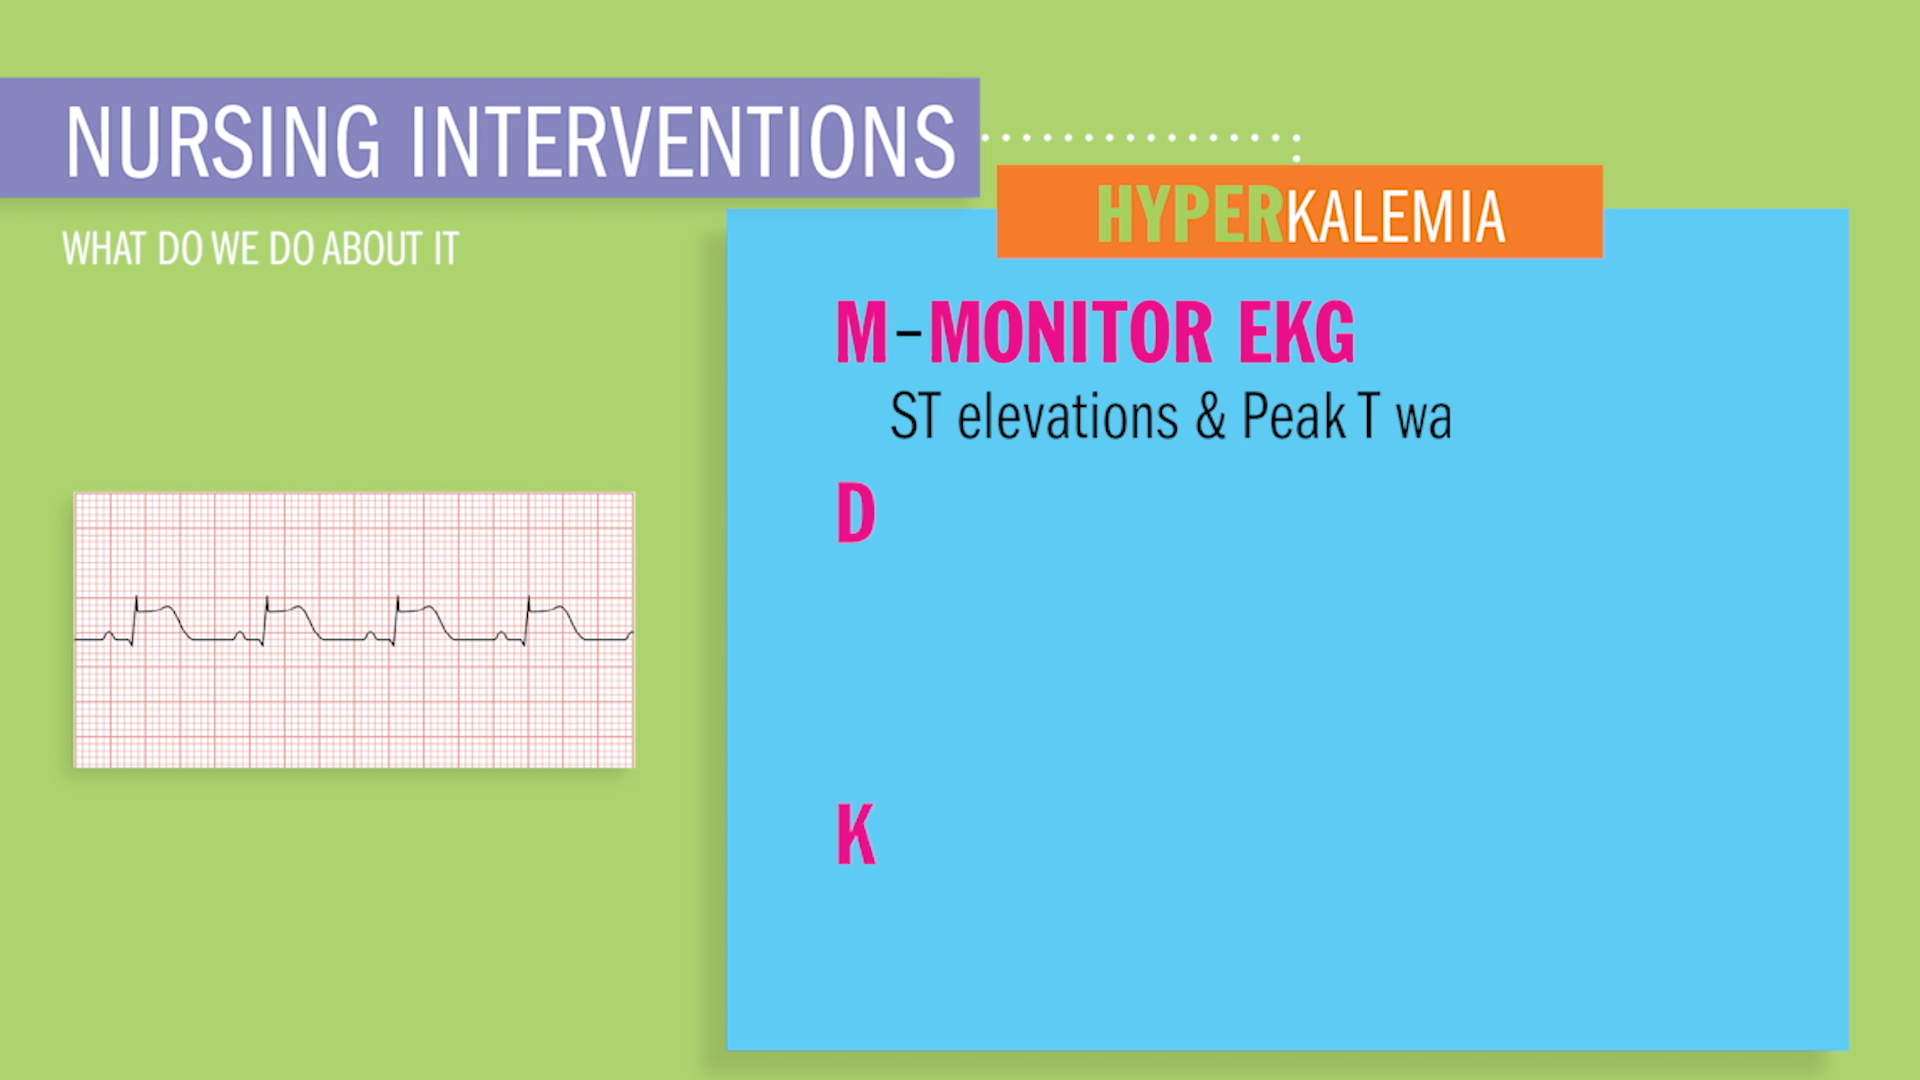 NURSING INTERVENTIONS
WHAT DO WE DO ABOUT IT
HYPERKALEMIA
M-MONITOR EKG
ST elevations & Peak T wa
D
K